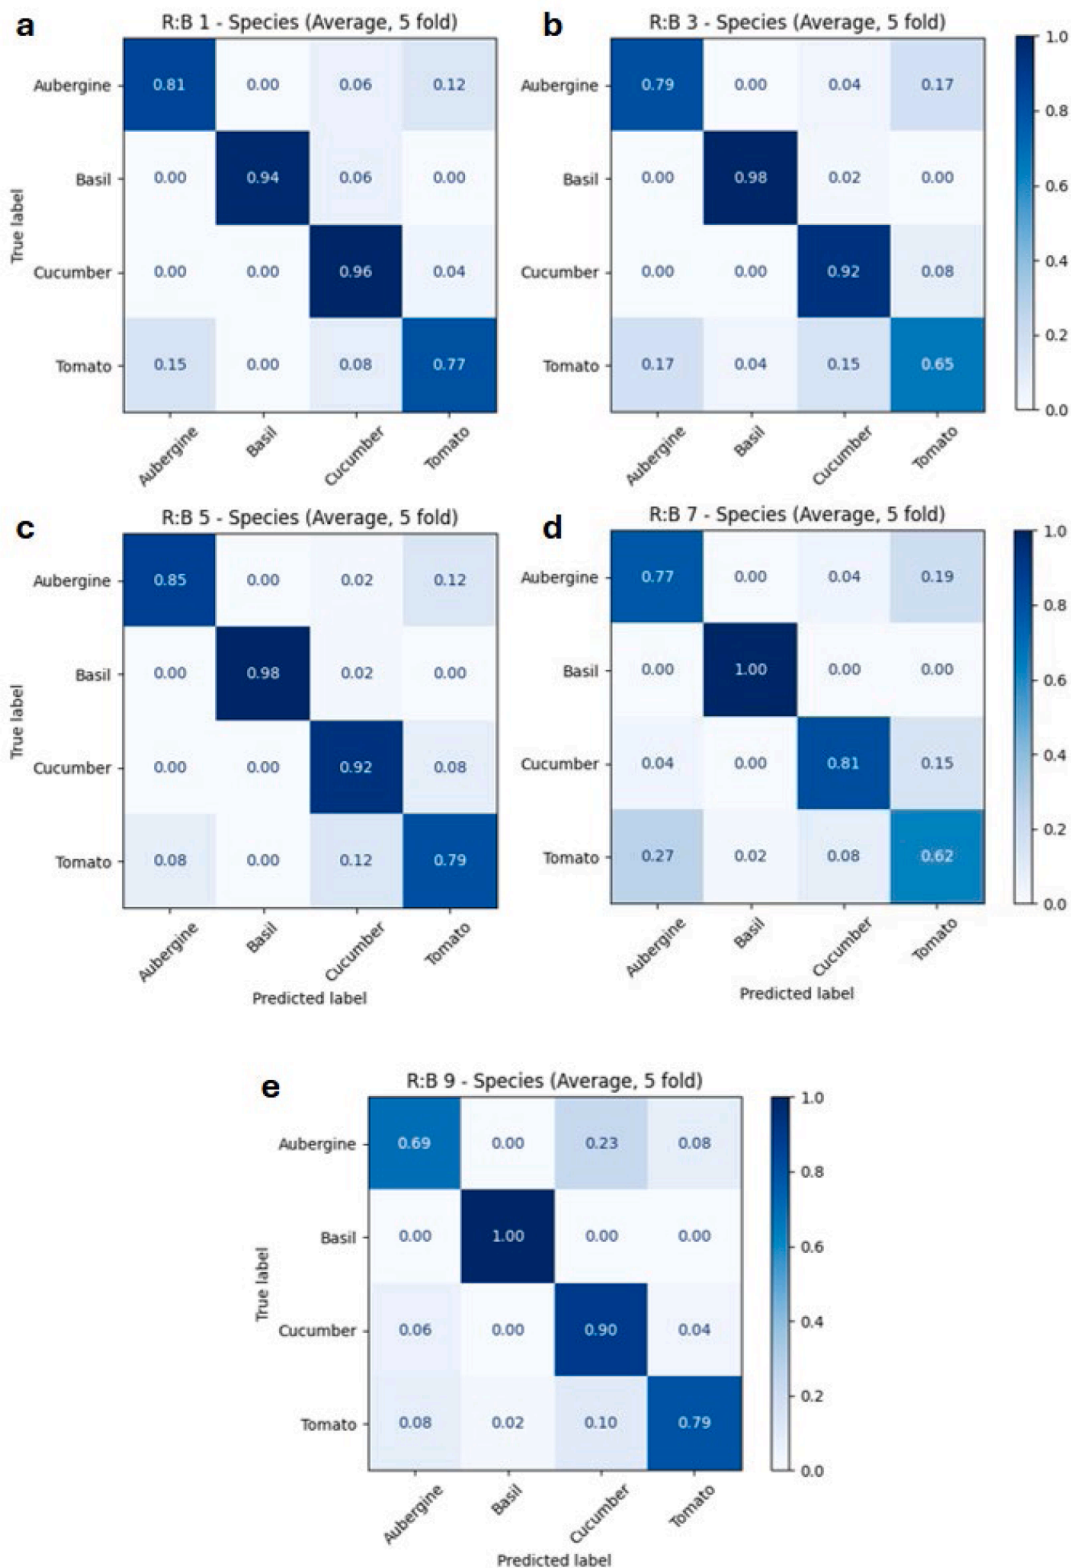 a
R:B 1 - Species (Average, 5 fold)
True label
Aubergine 0.81 0.00 0.06 0.12
Basil 0.00 0.94 0.06 0.00
Cucumber 0.00 0.00 0.96 0.04
Tomato 0.15 0.00 0.08 0.77
Aubergine Basil Cucumber Tomato
b
R:B 3 - Species (Average, 5 fold)
Aubergine 0.79 0.00 0.04 0.17
Basil 0.00 0.98 0.02 0.00
Cucumber 0.00 0.00 0.92 0.08
Tomato 0.17 0.04 0.15 0.65
Aubergine Basil Cucumber Tomato
1.0
0.8
0.6
0.4
0.2
0.0
c
R:B 5 - Species (Average, 5 fold)
True label
Aubergine 0.85 0.00 0.02 0.12
Basil 0.00 0.98 0.02 0.00
Cucumber 0.00 0.00 0.92 0.08
Tomato 0.08 0.00 0.12 0.79
Aubergine Basil Cucumber Tomato
Predicted label
d
R:B 7 - Species (Average, 5 fold)
Aubergine 0.77 0.00 0.04 0.19
Basil 0.00 1.00 0.00 0.00
Cucumber 0.04 0.00 0.81 0.15
Tomato 0.27 0.02 0.08 0.62
Aubergine Basil Cucumber Tomato
Predicted label
1.0
0.8
0.6
0.4
0.2
0.0
e
R:B 9 - Species (Average, 5 fold)
True label
Aubergine 0.69 0.00 0.23 0.08
Basil 0.00 1.00 0.00 0.00
Cucumber 0.06 0.00 0.90 0.04
Tomato 0.08 0.02 0.10 0.79
Aubergine Basil Cucumber Tomato
Predicted label
1.0
0.8
0.6
0.4
0.2
0.0